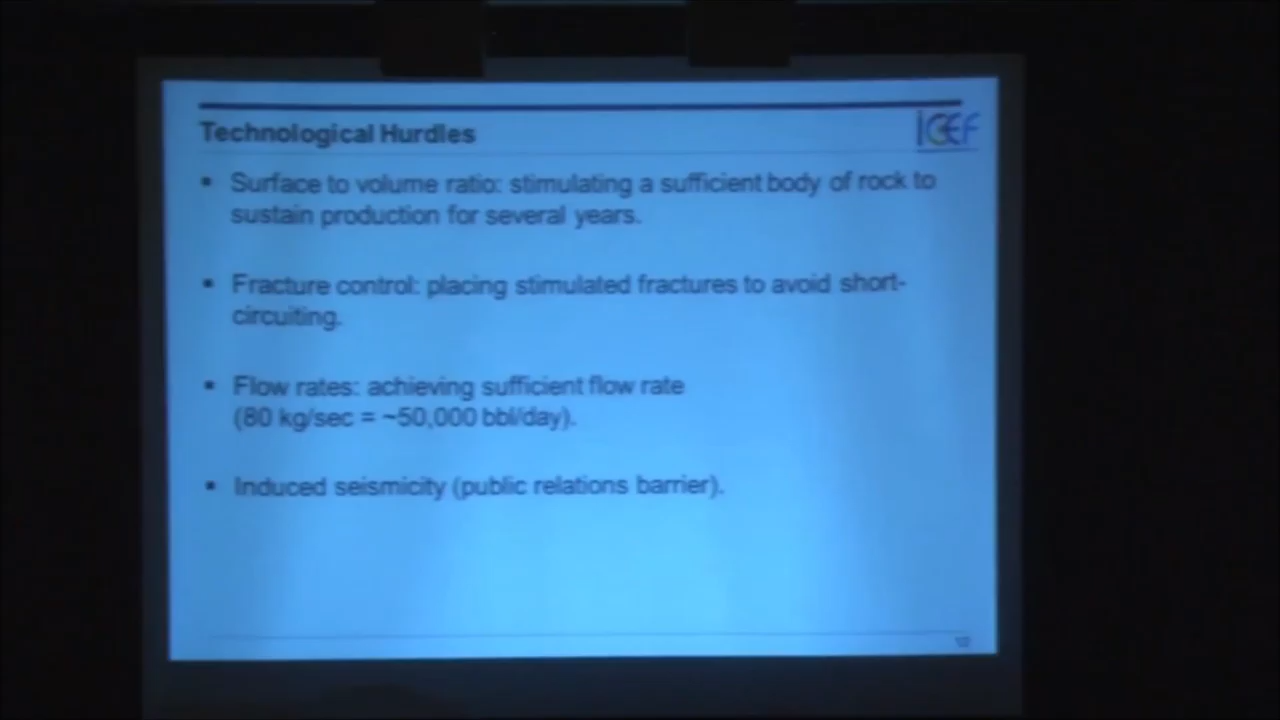 Technological Hurdles
ICEF
▪ Surface to volume ratio: stimulating a sufficient body of rock to
sustain production for several years.
▪ Fracture control: placing stimulated fractures to avoid short-
circuiting.
▪ Flow rates: achieving sufficient flow rate
(80 kg/sec = ~50,000 bbl/day).
▪ Induced seismicity (public relations barrier).